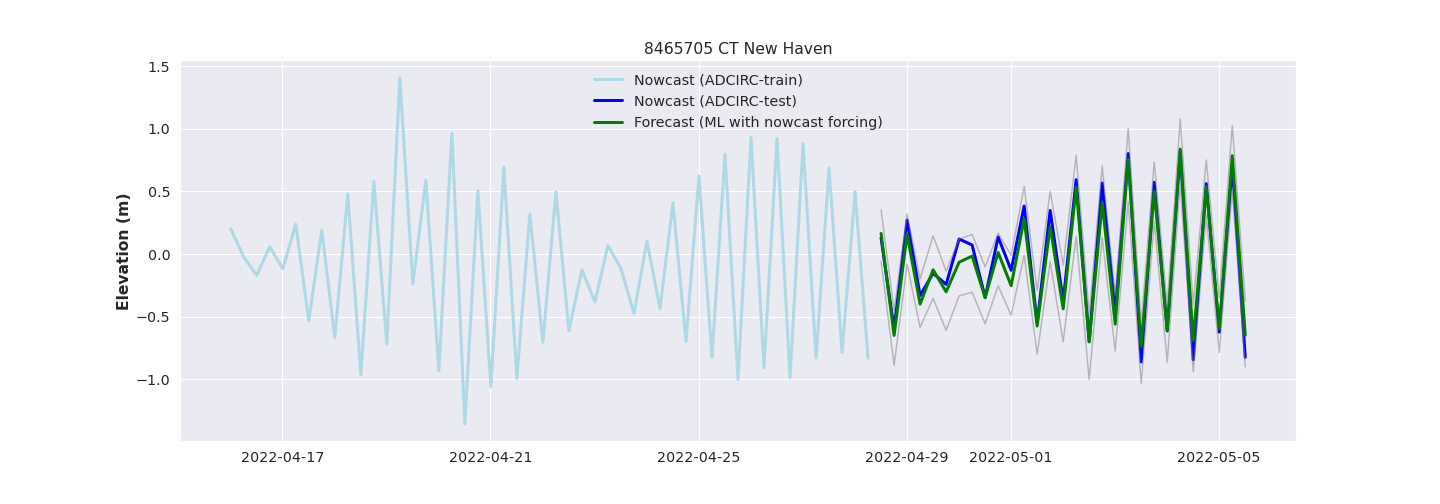 8465705 CT New Haven
Nowcast (ADCIRC-train)
Nowcast (ADCIRC-test)
Forecast (ML with nowcast forcing)
Elevation (m)
1.5
1.0
0.5
0.0
−0.5
−1.0
2022-04-17 2022-04-21 2022-04-25 2022-04-29 2022-05-01 2022-05-05